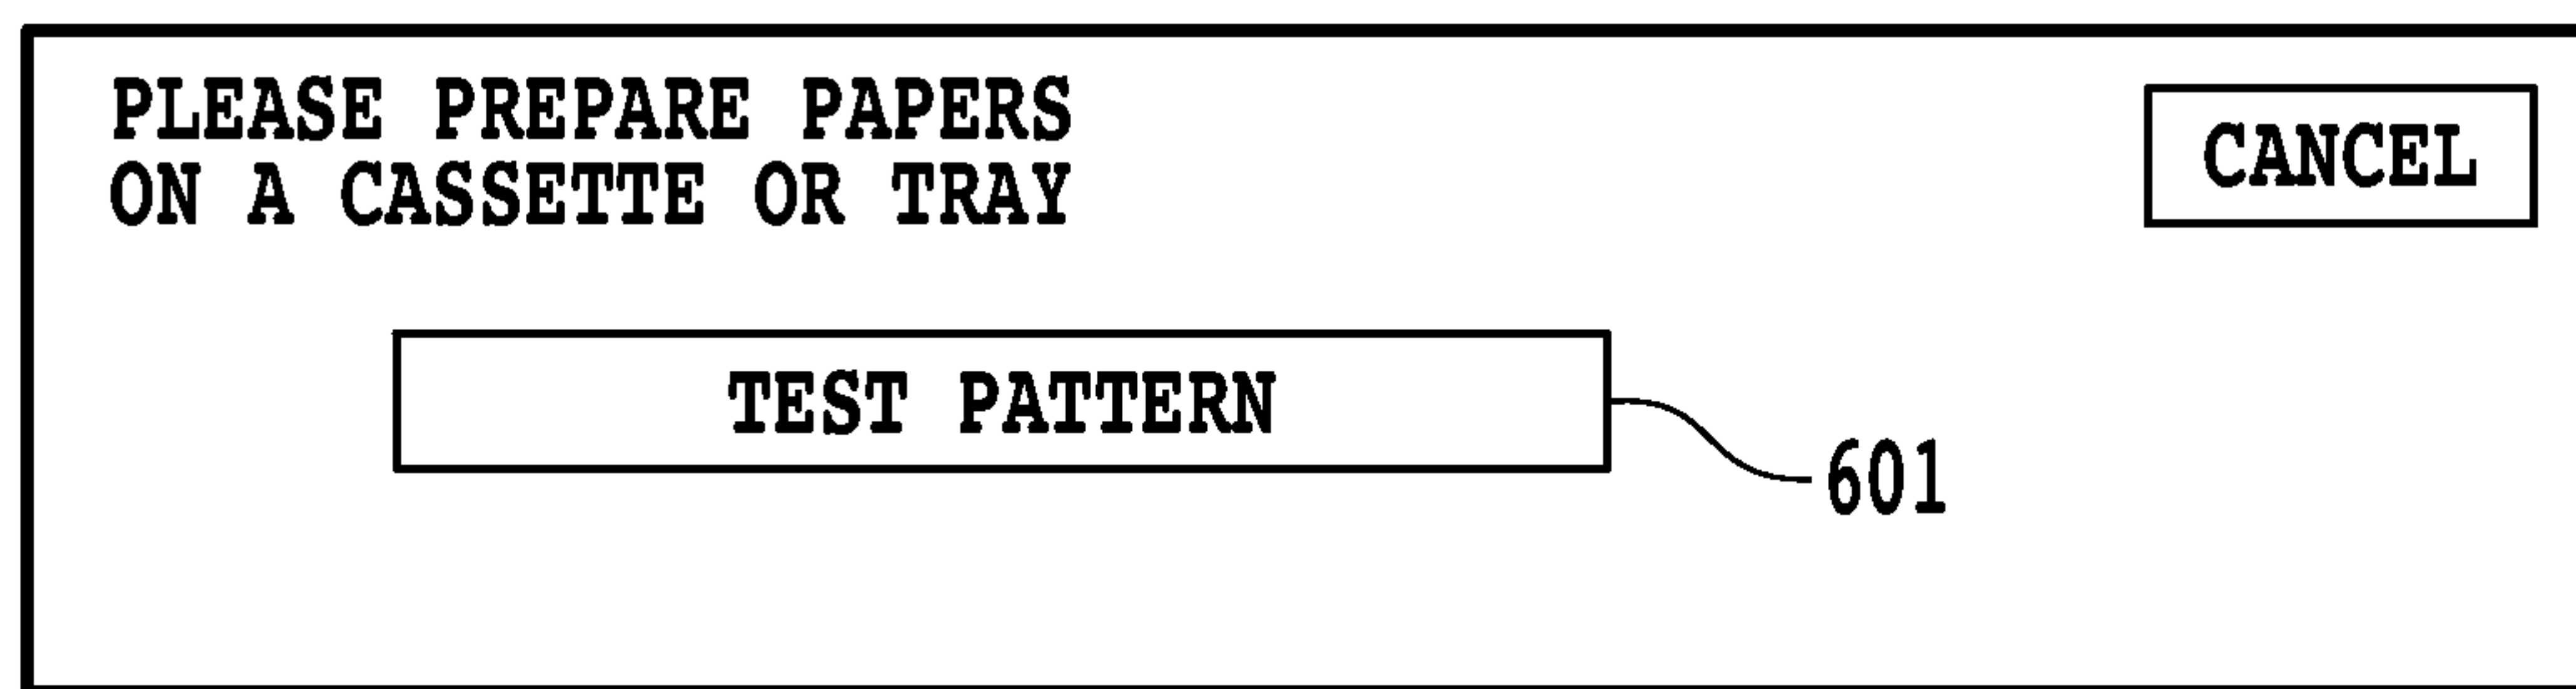 PLEASE PREPARE PAPERS
ON A CASSETTE OR TRAY
CANCEL
TEST PATTERN
601